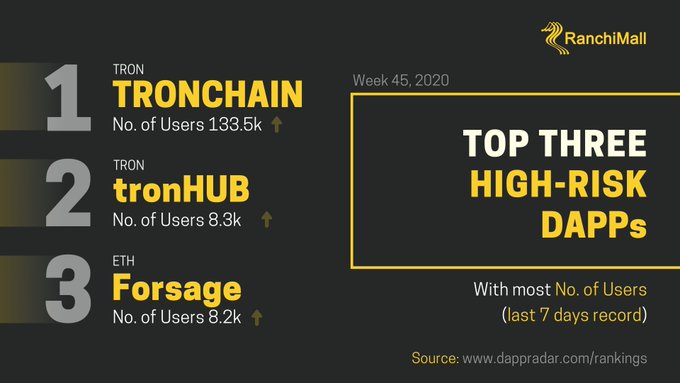 RanchiMall
1
TRON
TRONCHAIN
No. of Users 133.5k
2
TRON
tronHUB
No. of Users 8.3k
3
ETH
Forsage
No. of Users 8.2k
Week 45, 2020
TOP THREE
HIGH-RISK
DAPPs
With most No. of Users
(last 7 days record)
Source: www.dappradar.com/rankings